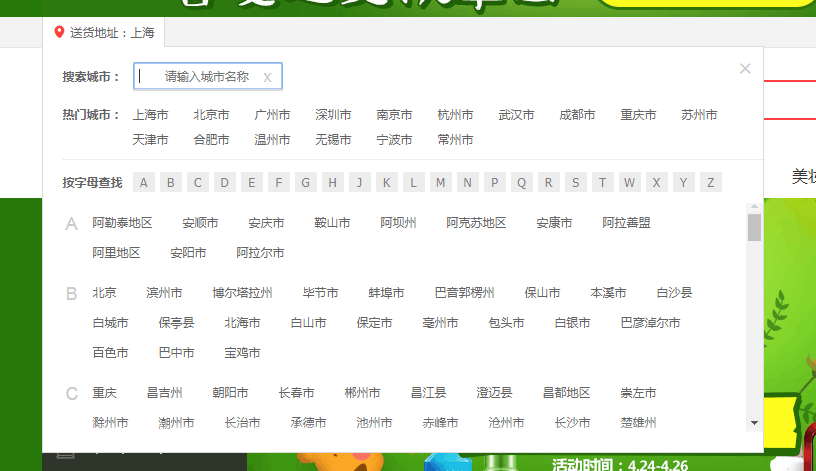 送货地址：上海
搜索城市： 请输入城市名称 x
×
热门城市： 上海市 北京市 广州市 深圳市 南京市 杭州市 武汉市 成都市 重庆市 苏州市
天津市 合肥市 温州市 无锡市 宁波市 常州市
按字母查找 A B C D E F G H J K L M N P Q R S T W X Y Z
A 阿勒泰地区 安顺市 安庆市 鞍山市 阿坝州 阿克苏地区 安康市 阿拉善盟
阿里地区 安阳市 阿拉尔市
B 北京 滨州市 博尔塔拉州 毕节市 蚌埠市 巴音郭楞州 保山市 本溪市 白沙县
白城市 保亭县 北海市 白山市 保定市 亳州市 包头市 白银市 巴彦淖尔市
百色市 巴中市 宝鸡市
C 重庆 昌吉州 朝阳市 长春市 郴州市 昌江县 澄迈县 昌都地区 崇左市
滁州市 潮州市 长治市 承德市 池州市 赤峰市 沧州市 长沙市 楚雄州
美妆
活动时间：4.24-4.26